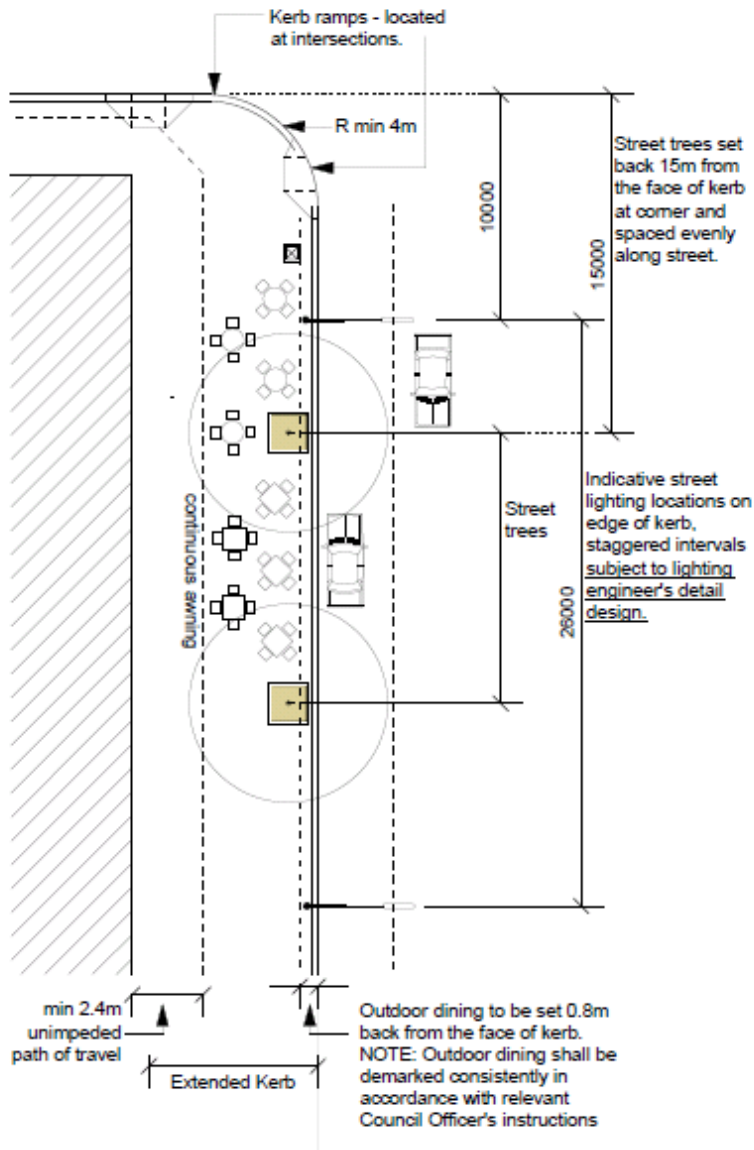 Kerb ramps - located
at intersections.
R min 4m
10000
15000
Street trees set
back 15m from
the face of kerb
at corner and
spaced evenly
along street.
continuous awning
Street
trees
26000
Indicative street
lighting locations on
edge of kerb,
staggered intervals
subject to lighting
engineer's detail
design.
min 2.4m
unimpeded
path of travel
Extended Kerb
Outdoor dining to be set 0.8m
back from the face of kerb.
NOTE: Outdoor dining shall be
demarked consistently in
accordance with relevant
Council Officer's instructions